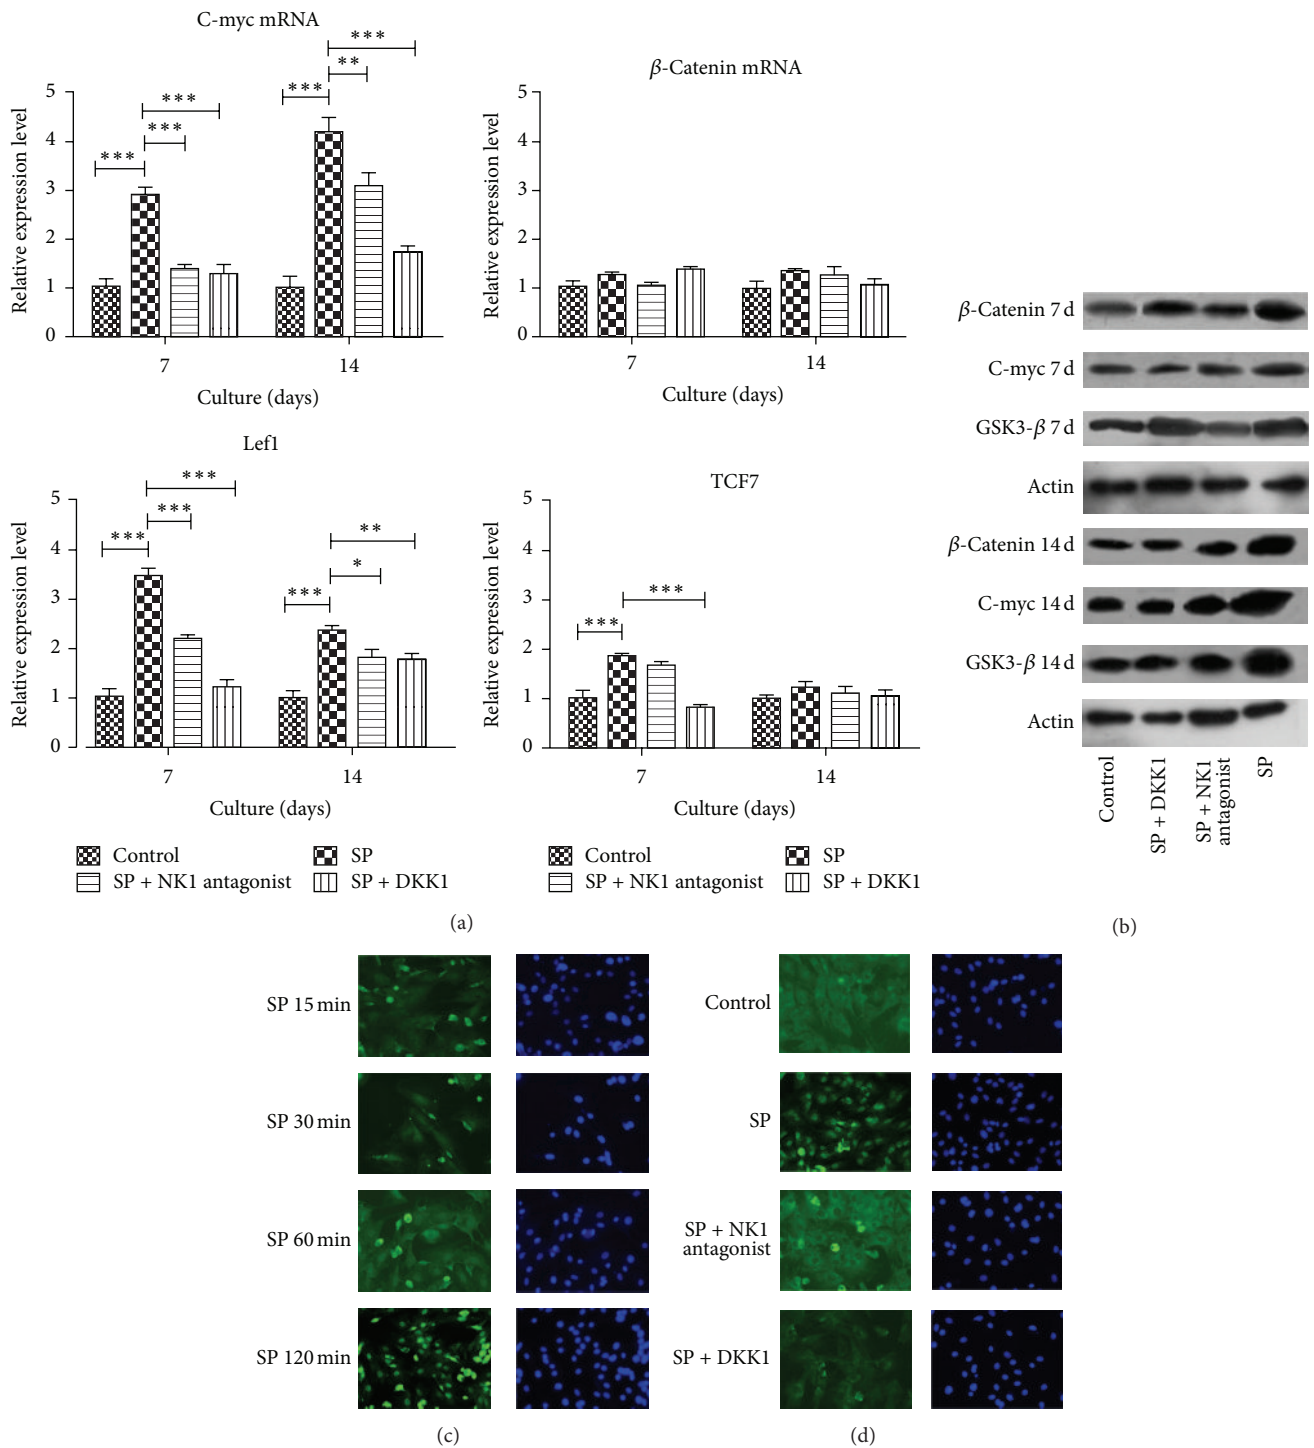 C-myc mRNA
***
**
***
***
***
***
Relative expression level
5
4
3
2
1
0
7
14
Culture (days)
β-Catenin mRNA
Relative expression level
5
4
3
2
1
0
7
14
Culture (days)
Lef1
***
***
***
**
*
***
Relative expression level
5
4
3
2
1
0
7
14
Culture (days)
TCF7
***
***
Relative expression level
5
4
3
2
1
0
7
14
Culture (days)
Control
SP
SP + NK1 antagonist
SP + DKK1
Control
SP
SP + NK1 antagonist
SP + DKK1
(a)
β-Catenin 7 d
C-myc 7 d
GSK3-β 7 d
Actin
β-Catenin 14 d
C-myc 14 d
GSK3-β 14 d
Actin
Control
SP + DKK1
SP + NK1
antagonist
SP
(b)
SP 15 min
SP 30 min
SP 60 min
SP 120 min
(c)
Control
SP
SP + NK1
antagonist
SP + DKK1
(d)